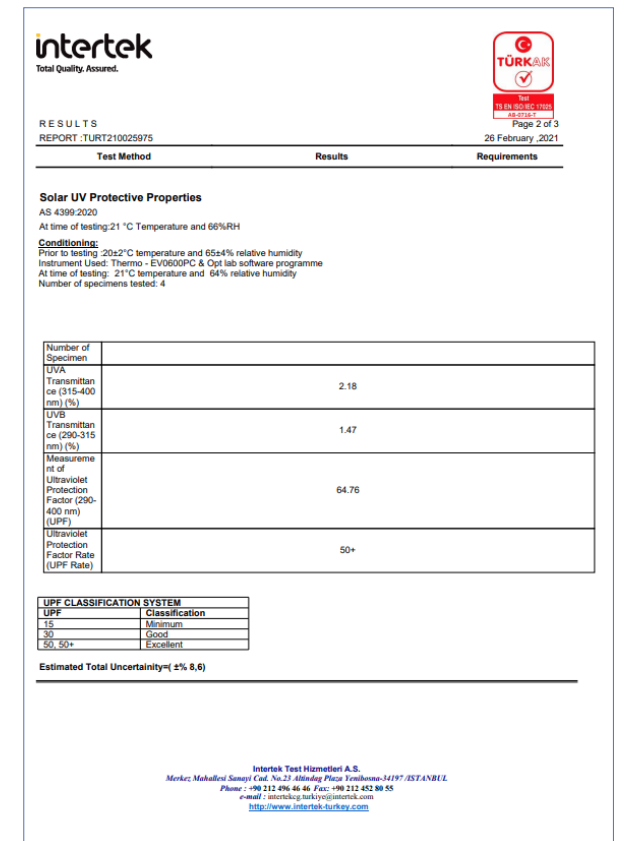 intertek
Total Quality. Assured.
TÜRKAK
Test
TS EN ISO/IEC 17025
AB-0716-T
R E S U L T S
Page 2 of 3
REPORT :TURT210025975
26 February ,2021
Test Method Results Requirements
Solar UV Protective Properties
AS 4399:2020
At time of testing:21 °C Temperature and 66%RH
Conditioning:
Prior to testing :20±2°C temperature and 65±4% relative humidity
Instrument Used: Thermo - EV0600PC & Opt lab software programme
At time of testing: 21°C temperature and 64% relative humidity
Number of specimens tested: 4
Number of
Specimen
UVA
Transmittan
ce (315-400
nm) (%)
2.18
UVB
Transmittan
ce (290-315
nm) (%)
1.47
Measureme
nt of
Ultraviolet
Protection
Factor (290-
400 nm)
(UPF)
64.76
Ultraviolet
Protection
Factor Rate
(UPF Rate)
50+
UPF CLASSIFICATION SYSTEM
UPF Classification
15 Minimum
30 Good
50, 50+ Excellent
Estimated Total Uncertainity=( ±% 8,6)
Intertek Test Hizmetleri A.S.
Merkez Mahallesi Sanayi Cad. No.23 Altindag Plaza Yenibosna-34197 /ISTANBUL
Phone : +90 212 496 46 46 Fax: +90 212 452 80 55
e-mail : intertekcg.turkiye@intertek.com
http://www.intertek-turkey.com